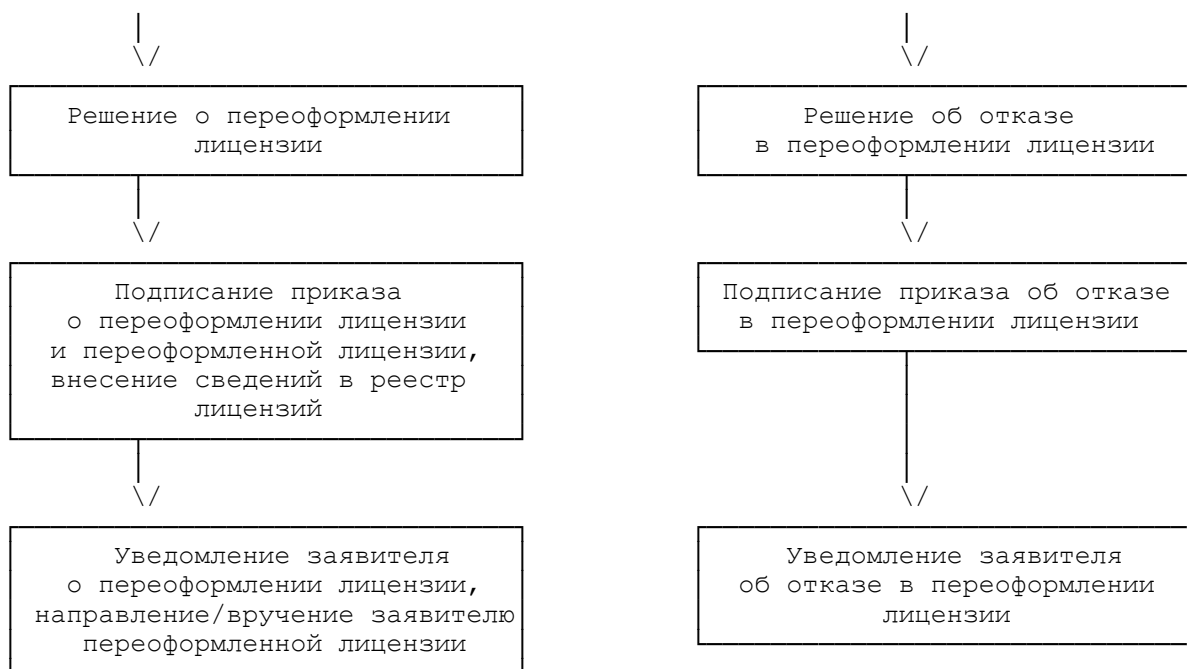 Решение о переоформлении
лицензии
Решение об отказе
в переоформлении лицензии
Подписание приказа
о переоформлении лицензии
и переоформленной лицензии,
внесение сведений в реестр
лицензий
Подписание приказа об отказе
в переоформлении лицензии
Уведомление заявителя
о переоформлении лицензии,
направление/вручение заявителю
переоформленной лицензии
Уведомление заявителя
об отказе в переоформлении
лицензии